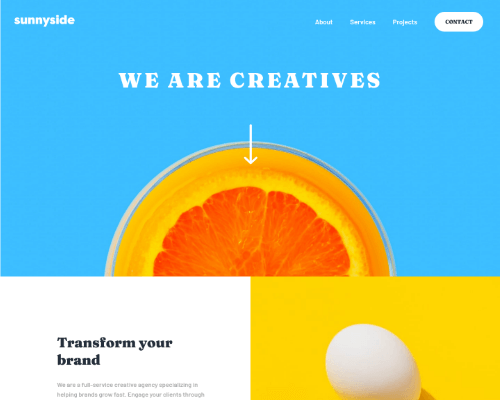 sunnyside
About
Services
Projects
CONTACT
WE ARE CREATIVES
Transform your
brand
We are a full-service creative agency specializing in
helping brands grow fast. Engage your clients through